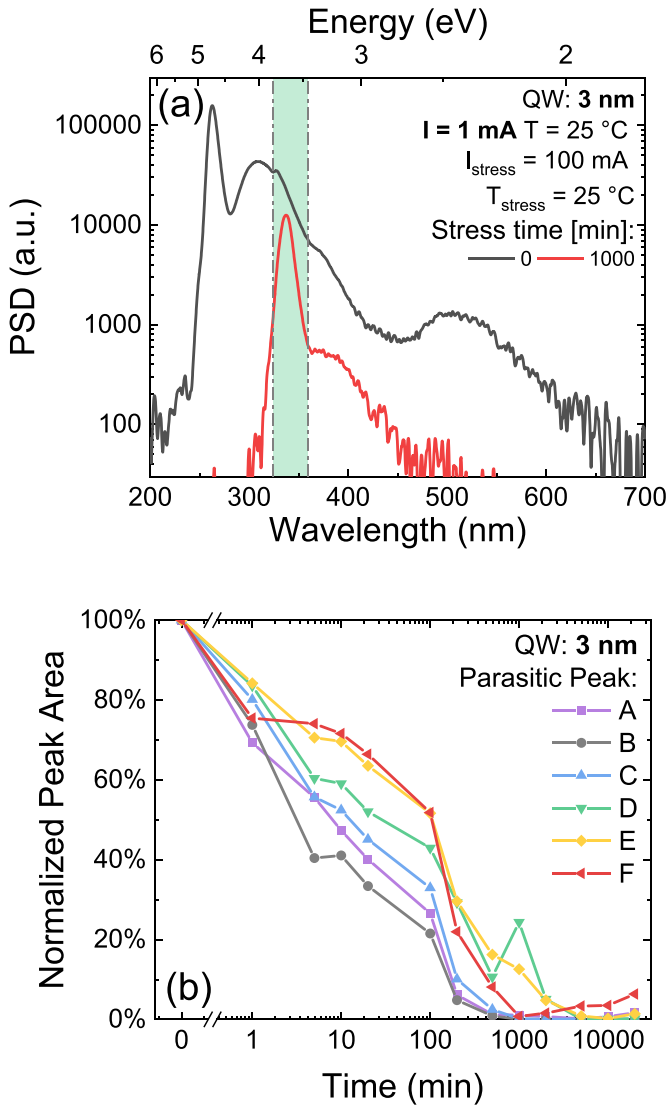 Energy (eV)
6 5 4 3 2
(a)
QW: 3 nm
I = 1 mA T = 25 °C
I_stress = 100 mA
T_stress = 25 °C
Stress time [min]:
0 1000
PSD (a.u.)
100000
10000
1000
100
200 300 400 500 600 700
Wavelength (nm)
100%
80%
60%
40%
20%
0%
Normalized Peak Area
QW: 3 nm
Parasitic Peak:
A
B
C
D
E
F
(b)
0 1 10 100 1000 10000
Time (min)